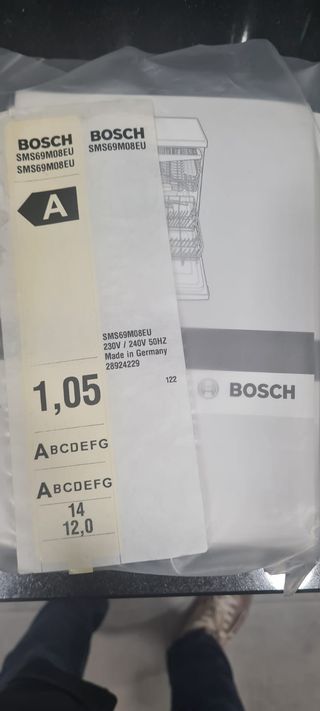 BOSCH
SMS69M08EU
SMS69M08EU
A
1,05
ABCDEFG
ABCDEFG
14
12,0
BOSCH
SMS69M08EU
SMS69M08EU
230V / 240V 50HZ
Made in Germany
28924229
122
BOSCH